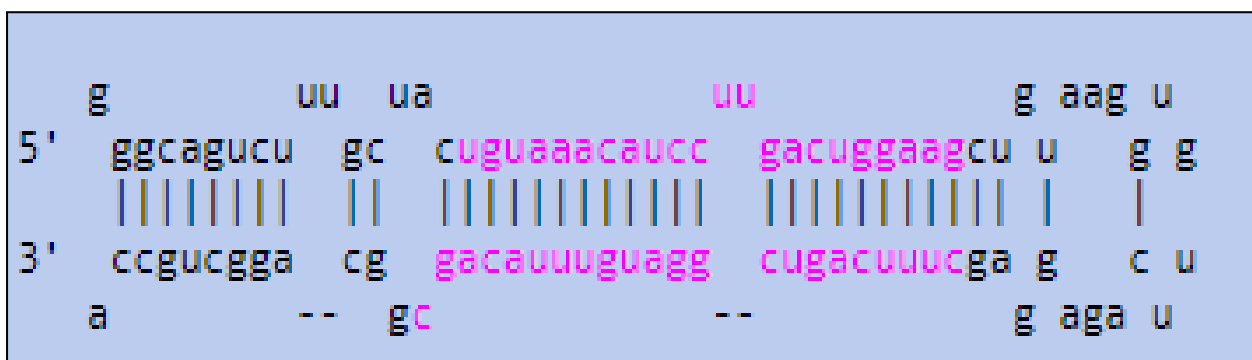 g uu ua uu g aag u
5' ggcagucu gc cuguaaacaucc gacuggaagcu u g g
3' ccgucgga cg gacauuuguagg cugacuuucga g c u
a -- gc -- g aga u